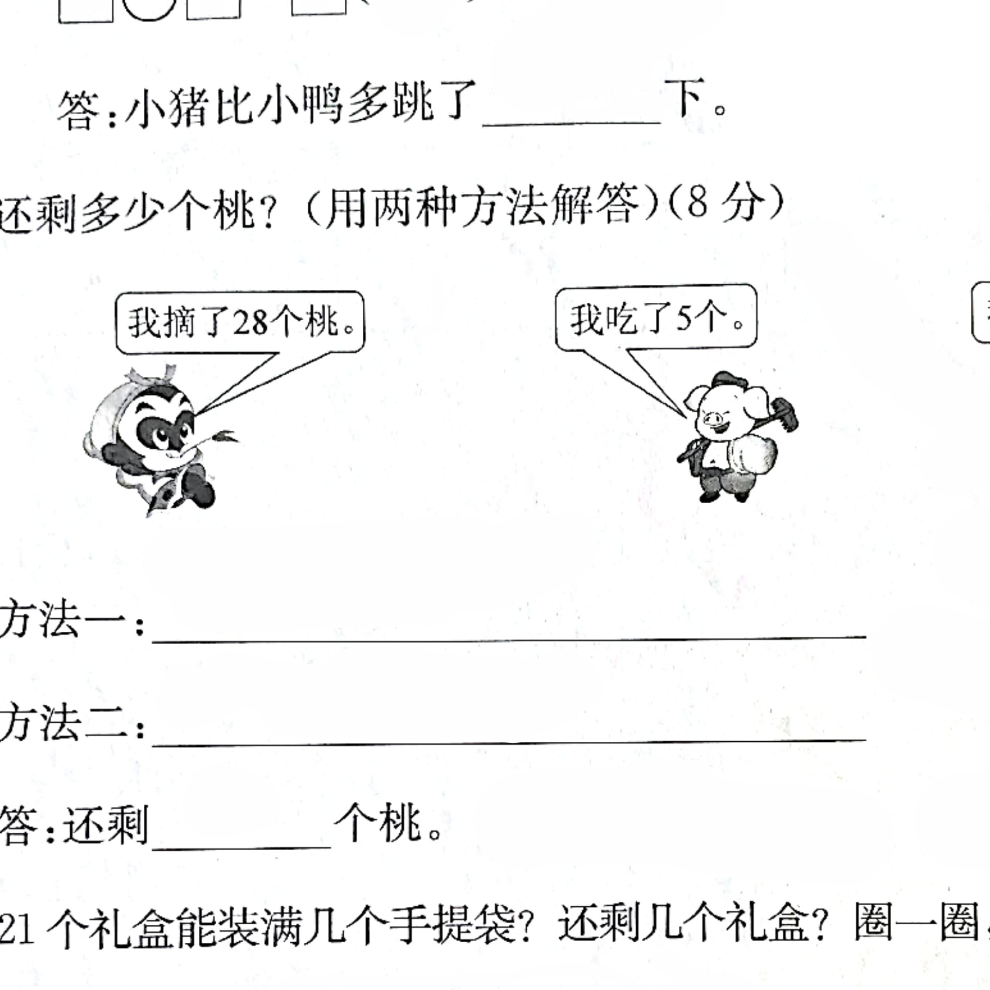 答:小猪比小鸭多跳了________下。
还剩多少个桃?(用两种方法解答)(8分)
我摘了28个桃。
我吃了5个。
方法一:________
方法二:________
答:还剩________个桃。
21个礼盒能装满几个手提袋?还剩几个礼盒?圈一圈,